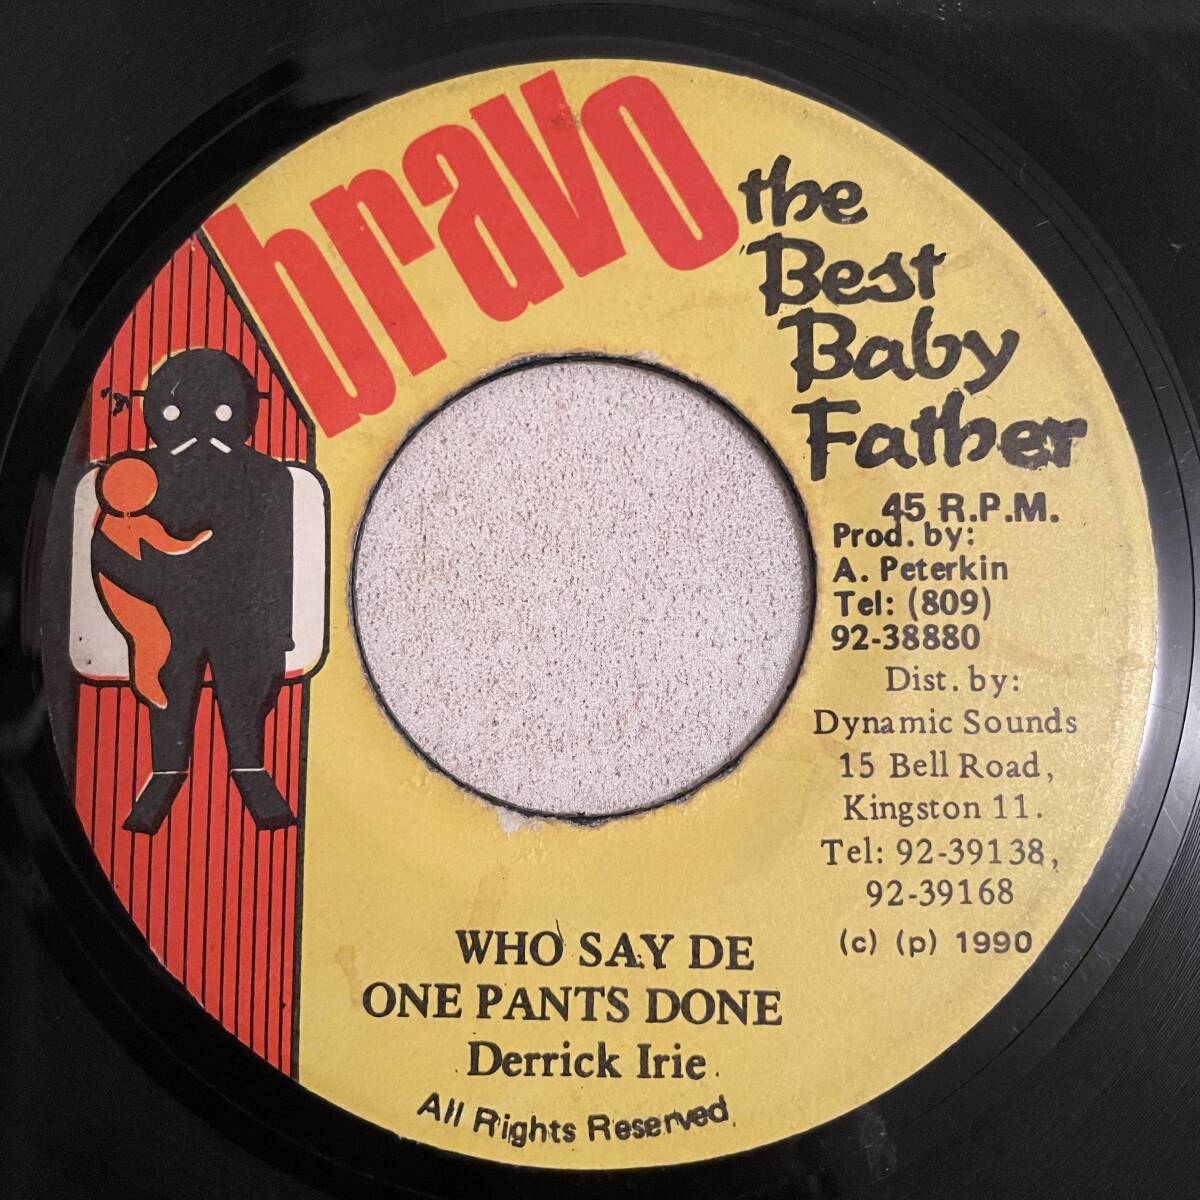 bravo
the
Best
Baby
Father
45 R.P.M.
Prod. by:
A. Peterkin
Tel: (809)
92-38880
Dist. by:
Dynamic Sounds
15 Bell Road,
Kingston 11.
Tel: 92-39138,
92-39168
(c) (p) 1990
WHO SAY DE
ONE PANTS DONE
Derrick Irie.
All Rights Reserved.